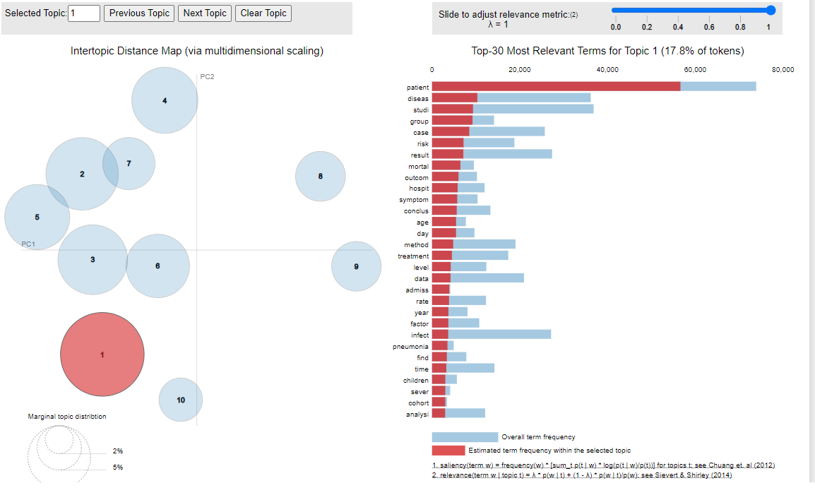 Selected Topic: 1 Previous Topic Next Topic Clear Topic
Slide to adjust relevance metric:(2)
λ = 1
0.0 0.2 0.4 0.6 0.8 1
Intertopic Distance Map (via multidimensional scaling)
PC2
PC1
4
2
7
8
5
3
6
9
1
10
Marginal topic distribtion
2%
5%
Top-30 Most Relevant Terms for Topic 1 (17.8% of tokens)
0 20,000 40,000 60,000 80,000
patient
diseas
studi
group
case
risk
result
mortal
outcom
hospit
symptom
conclus
age
day
method
treatment
level
data
admiss
rate
year
factor
infect
pneumonia
find
time
children
sever
cohort
analysi
Overall term frequency
Estimated term frequency within the selected topic
1. saliency(term w) = frequency(w) * [sum_t p(t | w) * log(p(t | w)/p(t))] for topics t; see Chuang et. al (2012)
2. relevance(term w | topic t) = λ * p(w | t) + (1 - λ) * p(w | t)/p(w); see Sievert & Shirley (2014)